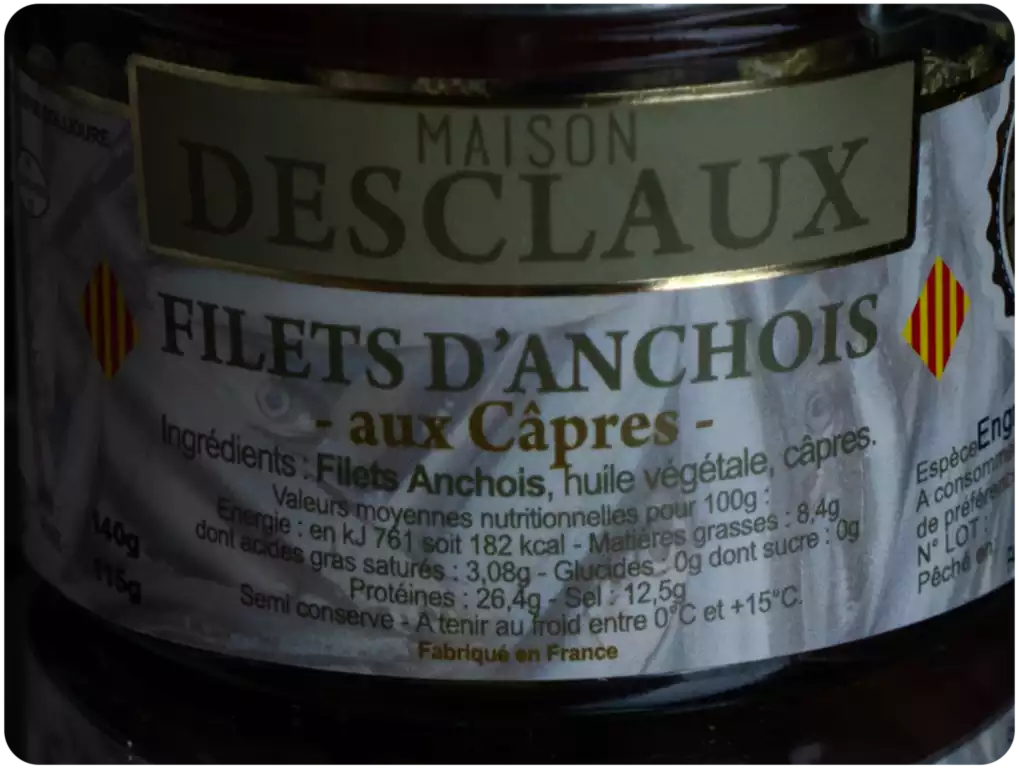 MAISON
DESCLAUX
FILETS D'ANCHOIS
- aux Câpres -
Ingrédients : Filets Anchois, huile végétale, câpres.
Valeurs moyennes nutritionnelles pour 100g :
Energie : en kJ 761 soit 182 kcal - Matières grasses : 8,4g
dont acides gras saturés : 3,08g - Glucides : 0g dont sucre : 0g
Protéines : 26,4g - Sel : 12,5g
Semi conserve - A tenir au froid entre 0°C et +15°C.
Fabriqué en France
140g
115g
Espèce Eng
A consomm
de préféren
N° LOT :
Pêché en